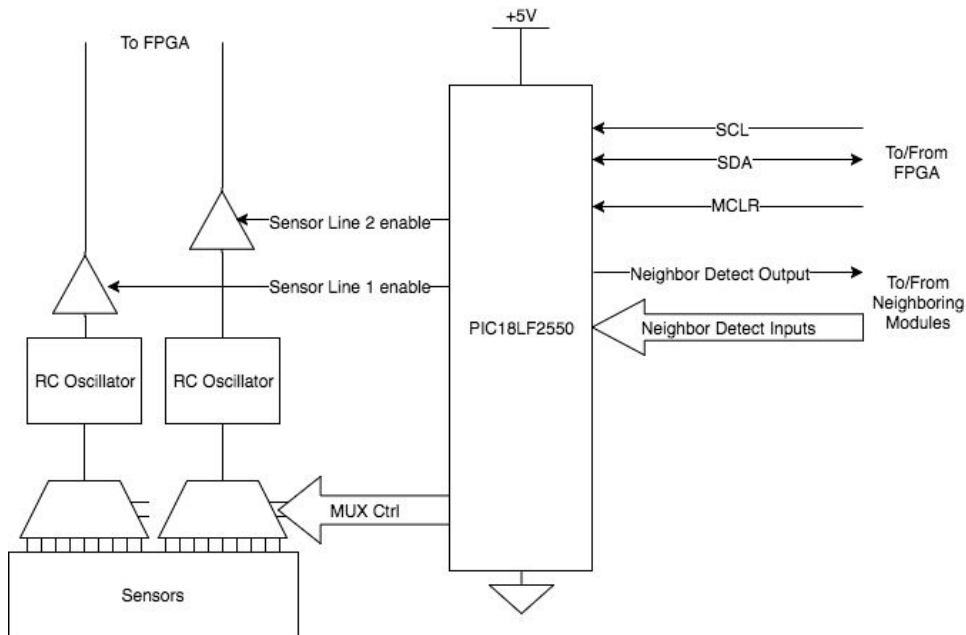 +5V
To FPGA
SCL
SDA
To/From
FPGA
MCLR
Sensor Line 2 enable
Neighbor Detect Output
Sensor Line 1 enable
To/From
Neighboring
Modules
PIC18LF2550
Neighbor Detect Inputs
RC Oscillator
RC Oscillator
MUX Ctrl
Sensors